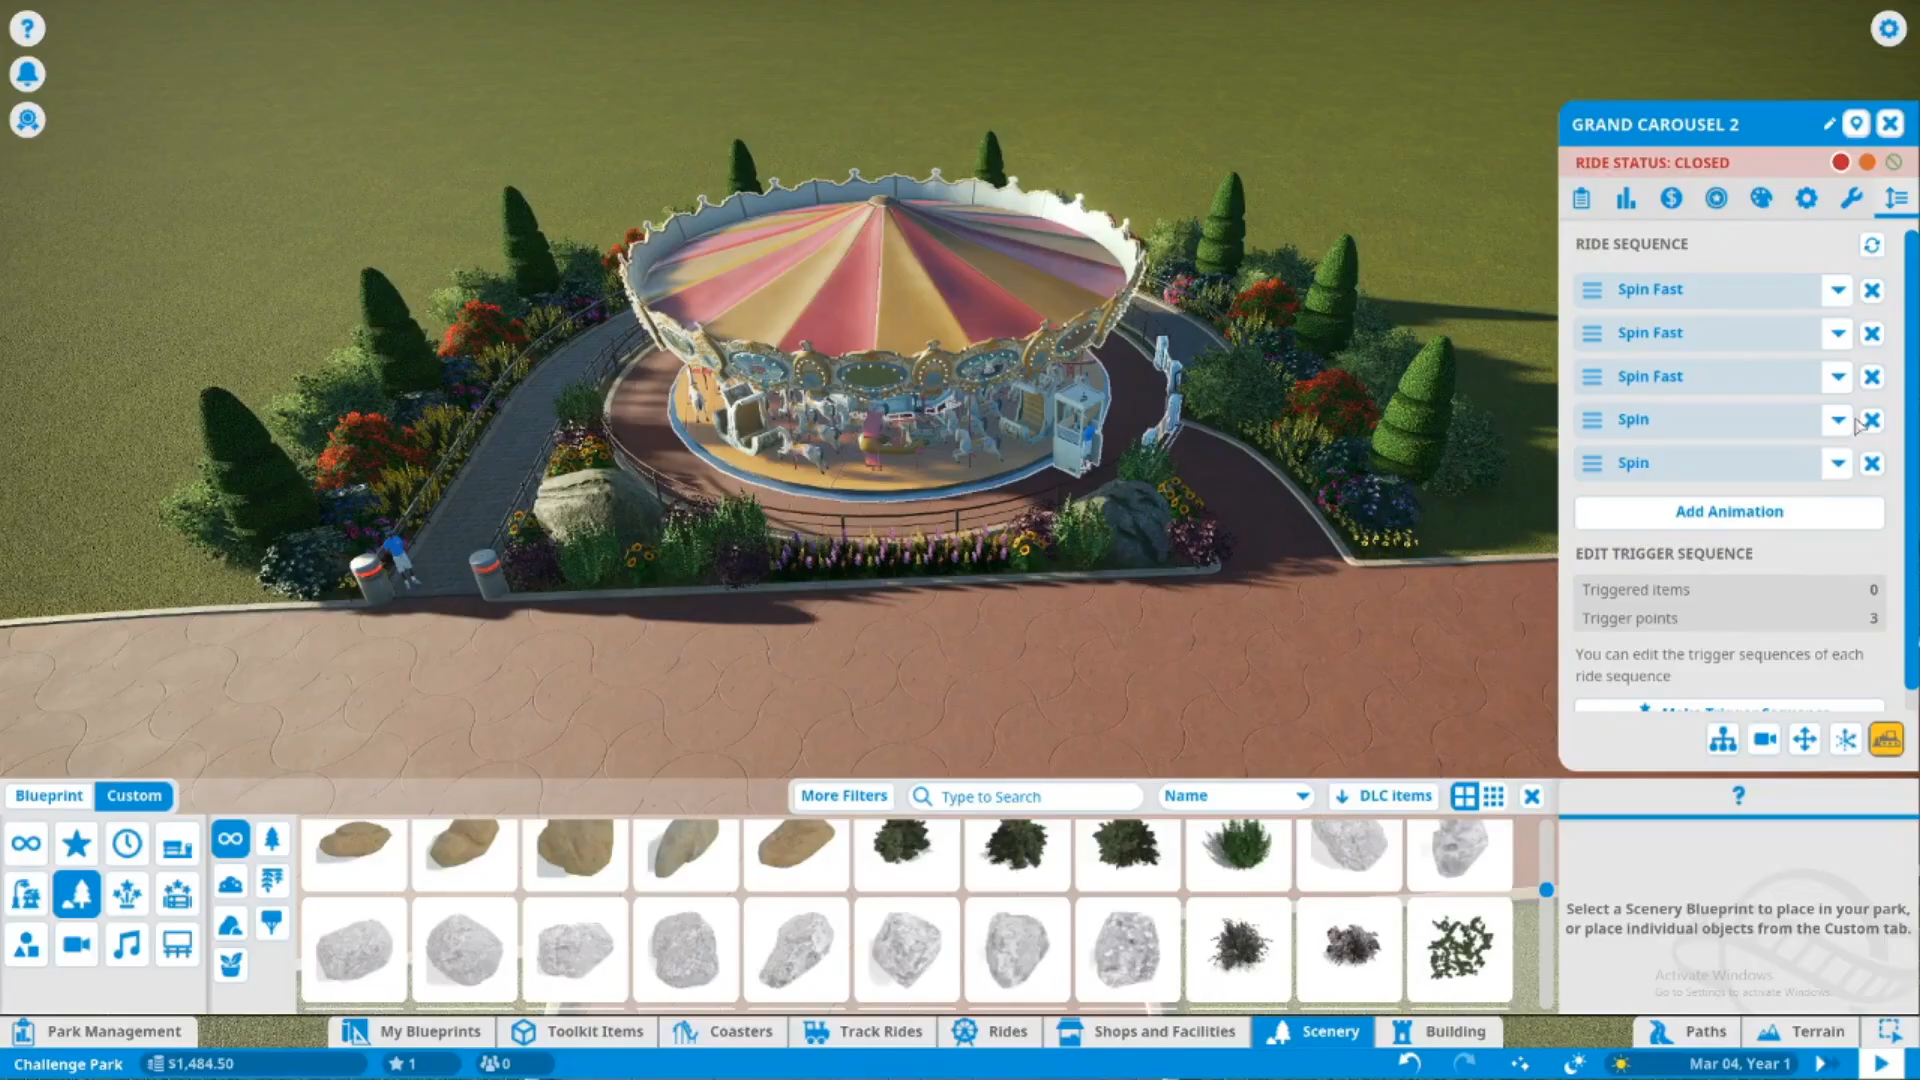 GRAND CAROUSEL 2
RIDE STATUS: CLOSED
RIDE SEQUENCE
Spin Fast
Spin Fast
Spin Fast
Spin
Spin
Add Animation
EDIT TRIGGER SEQUENCE
Triggered items 0
Trigger points 3
You can edit the trigger sequences of each
ride sequence
Make Trigger Sequence
Blueprint Custom
More Filters Type to Search Name DLC items
?
Select a Scenery Blueprint to place in your park,
or place individual objects from the Custom tab.
Activate Windows
Go to Settings to activate Windows.
Park Management My Blueprints Toolkit Items Coasters Track Rides Rides Shops and Facilities Scenery Building Paths Terrain
Challenge Park $1,484.50 1 0 Mar 04, Year 1